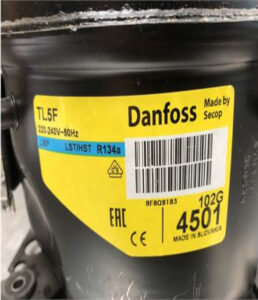 TL5F
Danfoss
Made by
Secop
220-240V~50Hz
LBP LST/HST R134a
RF8Q9183
102G
4501
EAC
CE
MADE IN SLOVAKIA